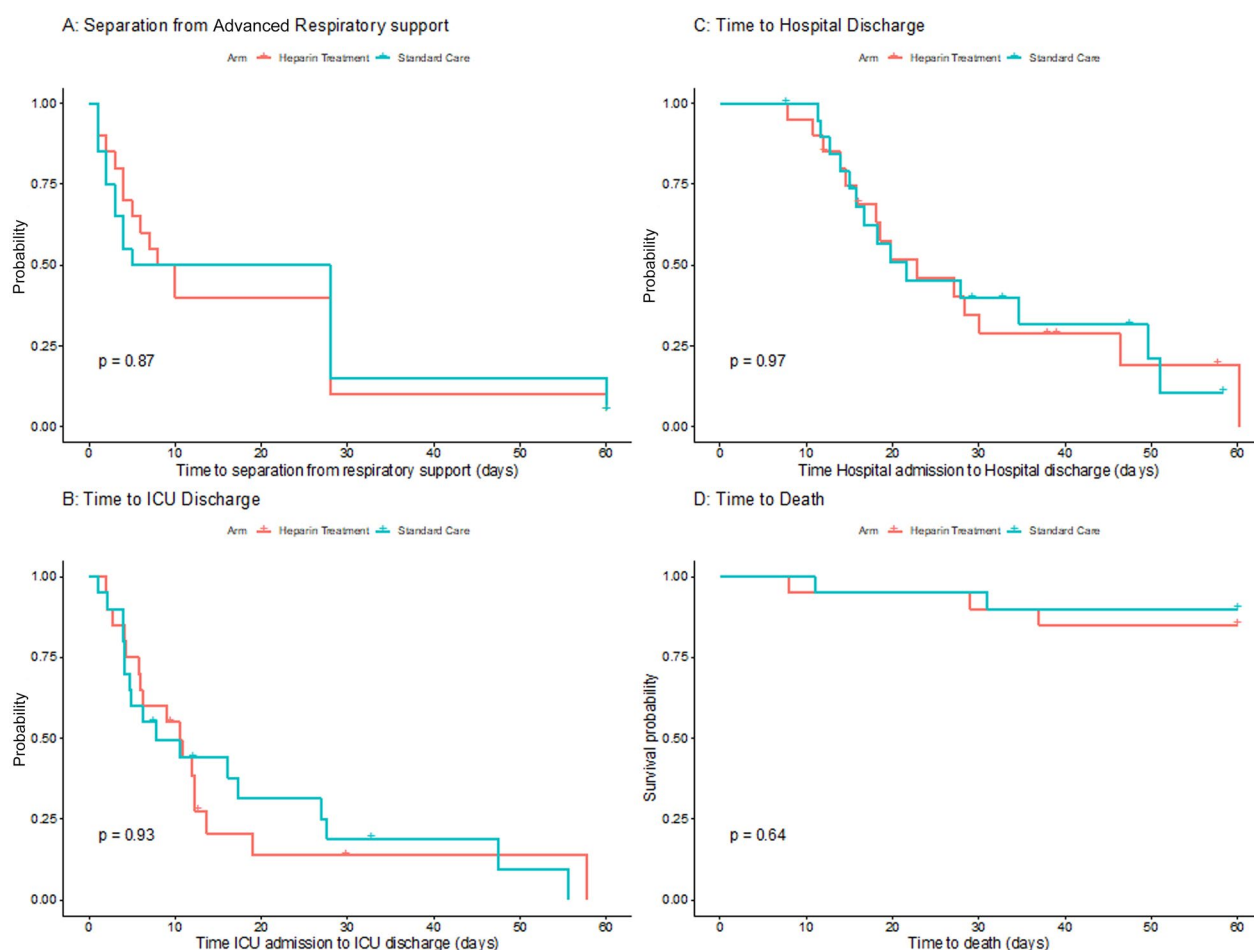 A: Separation from Advanced Respiratory support
Arm Heparin Treatment Standard Care
1.00
0.75
0.50
0.25
0.00
Probability
p = 0.87
0 10 20 30 40 50 60
Time to separation from respiratory support (days)
C: Time to Hospital Discharge
Arm Heparin Treatment Standard Care
1.00
0.75
0.50
0.25
0.00
Probability
p = 0.97
0 10 20 30 40 50 60
Time Hospital admission to Hospital discharge (days)
B: Time to ICU Discharge
Arm Heparin Treatment Standard Care
1.00
0.75
0.50
0.25
0.00
Probability
p = 0.93
0 10 20 30 40 50 60
Time ICU admission to ICU discharge (days)
D: Time to Death
Arm Heparin Treatment Standard Care
1.00
0.75
0.50
0.25
0.00
Survival probability
p = 0.64
0 10 20 30 40 50 60
Time to death (days)